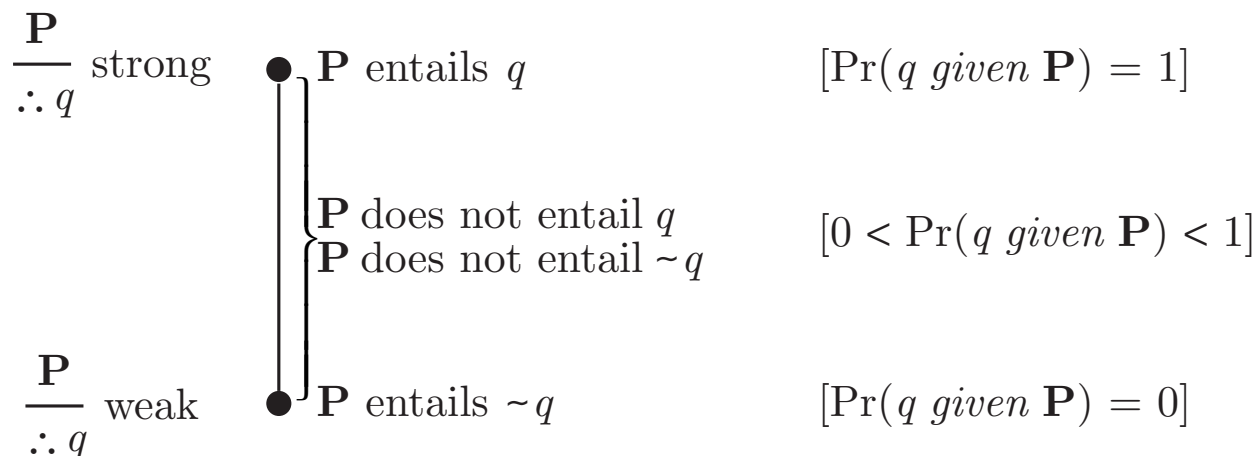 P
∴ q
strong
P entails q
[Pr(q given P) = 1]
P does not entail q
P does not entail ~q
[0 < Pr(q given P) < 1]
P
∴ q
weak
P entails ~q
[Pr(q given P) = 0]